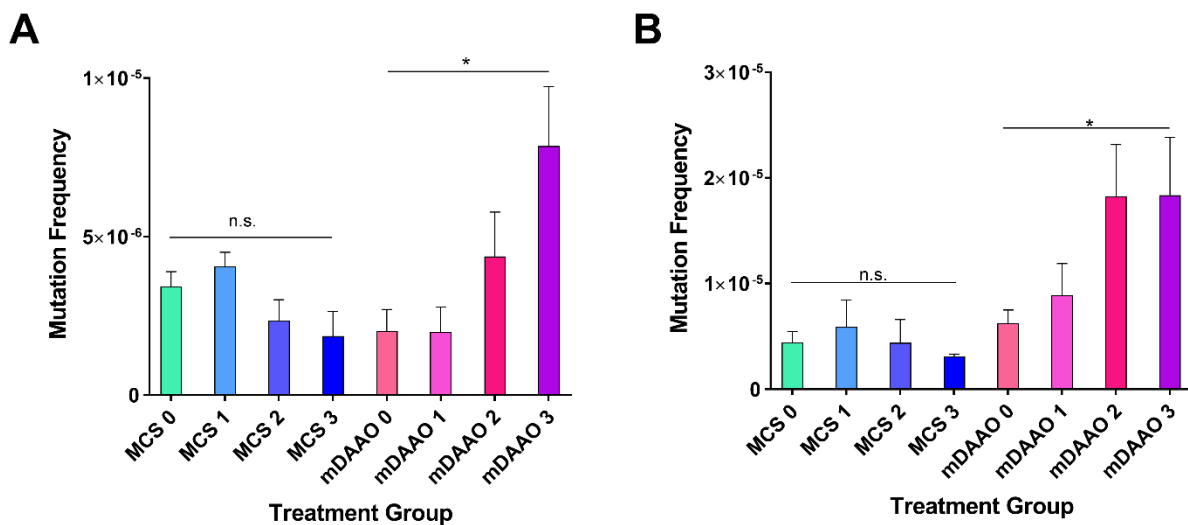 A
Mutation Frequency
1×10⁻⁵
5×10⁻⁶
0
n.s.
*
MCS 0
MCS 1
MCS 2
MCS 3
mDAAO 0
mDAAO 1
mDAAO 2
mDAAO 3
Treatment Group
B
Mutation Frequency
3×10⁻⁵
2×10⁻⁵
1×10⁻⁵
0
n.s.
*
MCS 0
MCS 1
MCS 2
MCS 3
mDAAO 0
mDAAO 1
mDAAO 2
mDAAO 3
Treatment Group